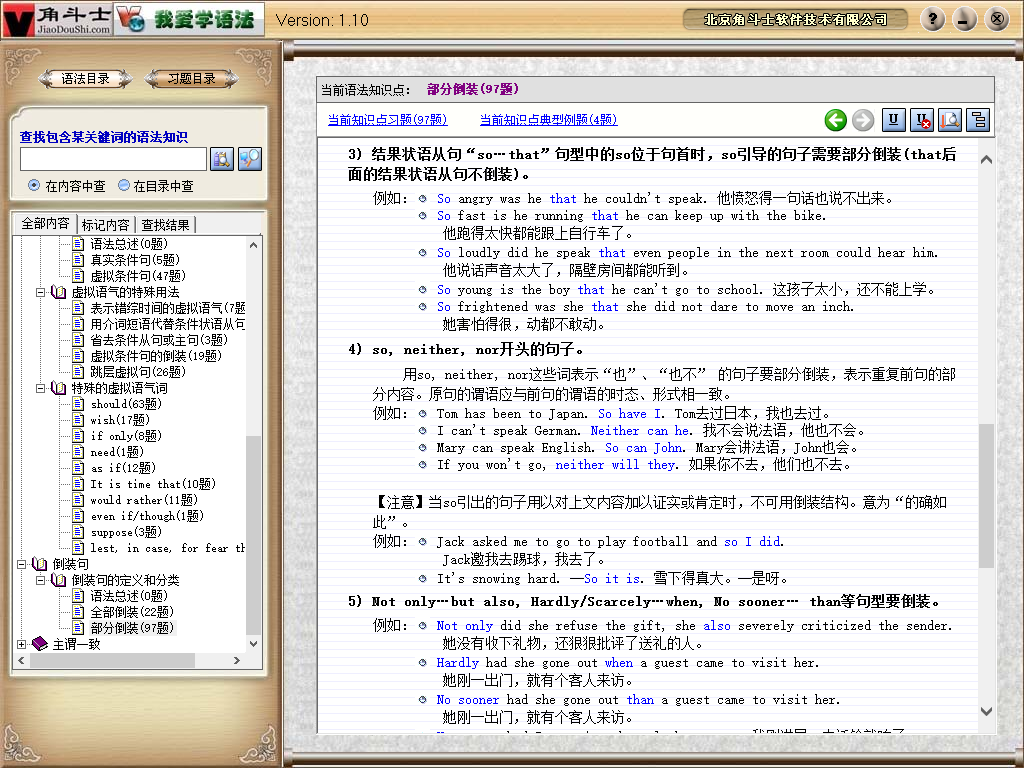 角斗士
JiaoDouShi.com
我爱学语法
Version: 1.10
北京角斗士软件技术有限公司
语法目录
习题目录
查找包含某关键词的语法知识
在内容中查
在目录中查
全部内容
标记内容
查找结果
语法总述(0题)
真实条件句(5题)
虚拟条件句(47题)
虚拟语气的特殊用法
表示错综时间的虚拟语气(7题
用介词短语代替条件状语从句
省去条件从句或主句(3题)
虚拟条件句的倒装(19题)
跳层虚拟句(26题)
特殊的虚拟语气词
should(63题)
wish(17题)
if only(8题)
need(1题)
as if(12题)
It is time that(10题)
would rather(11题)
even if/though(1题)
suppose(3题)
lest, in case, for fear th
倒装句
倒装句的定义和分类
语法总述(0题)
全部倒装(22题)
部分倒装(97题)
主谓一致
当前语法知识点： 部分倒装(97题)
当前知识点习题(97题)
当前知识点典型例题(4题)
3) 结果状语从句“so…that”句型中的so位于句首时，so引导的句子需要部分倒装(that后
面的结果状语从句不倒装)。
例如： So angry was he that he couldn't speak. 他愤怒得一句话也说不出来。
So fast is he running that he can keep up with the bike.
他跑得太快都能跟上自行车了。
So loudly did he speak that even people in the next room could hear him.
他说话声音太大了，隔壁房间都能听到。
So young is the boy that he can't go to school. 这孩子太小，还不能上学。
So frightened was she that she did not dare to move an inch.
她害怕得很，动都不敢动。
4) so, neither, nor开头的句子。
用so, neither, nor这些词表示“也”、“也不” 的句子要部分倒装，表示重复前句的部
分内容。原句的谓语应与前句的谓语的时态、形式相一致。
例如： Tom has been to Japan. So have I. Tom去过日本，我也去过。
I can't speak German. Neither can he. 我不会说法语，他也不会。
Mary can speak English. So can John. Mary会讲法语，John也会。
If you won't go, neither will they. 如果你不去，他们也不去。
【注意】当so引出的句子用以对上文内容加以证实或肯定时，不可用倒装结构。意为“的确如
此”。
例如： Jack asked me to go to play football and so I did.
Jack邀我去踢球，我去了。
It's snowing hard. —So it is. 雪下得真大。—是呀。
5) Not only…but also, Hardly/Scarcely…when, No sooner… than等句型要倒装。
例如： Not only did she refuse the gift, she also severely criticized the sender.
她没有收下礼物，还狠狠批评了送礼的人。
Hardly had she gone out when a guest came to visit her.
她刚一出门，就有个客人来访。
No sooner had she gone out than a guest came to visit her.
她刚一出门，就有个客人来访。